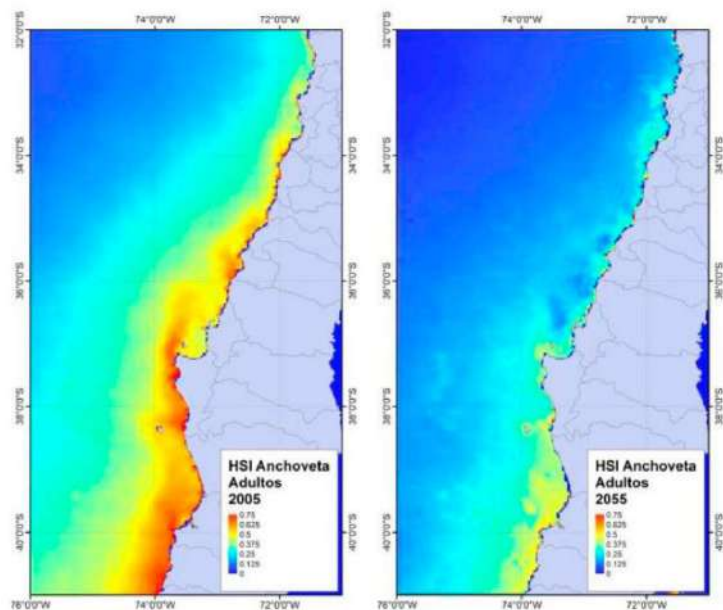 74°0'0"W 72°0'0"W
32°0'0"S
34°0'0"S
36°0'0"S
38°0'0"S
40°0'0"S
HSI Anchoveta
Adultos
2005
0.75
0.625
0.5
0.375
0.25
0.125
0
76°0'0"W 74°0'0"W 72°0'0"W
74°0'0"W 72°0'0"W
32°0'0"S
34°0'0"S
36°0'0"S
38°0'0"S
40°0'0"S
HSI Anchoveta
Adultos
2055
0.75
0.625
0.5
0.375
0.25
0.125
0
76°0'0"W 74°0'0"W 72°0'0"W